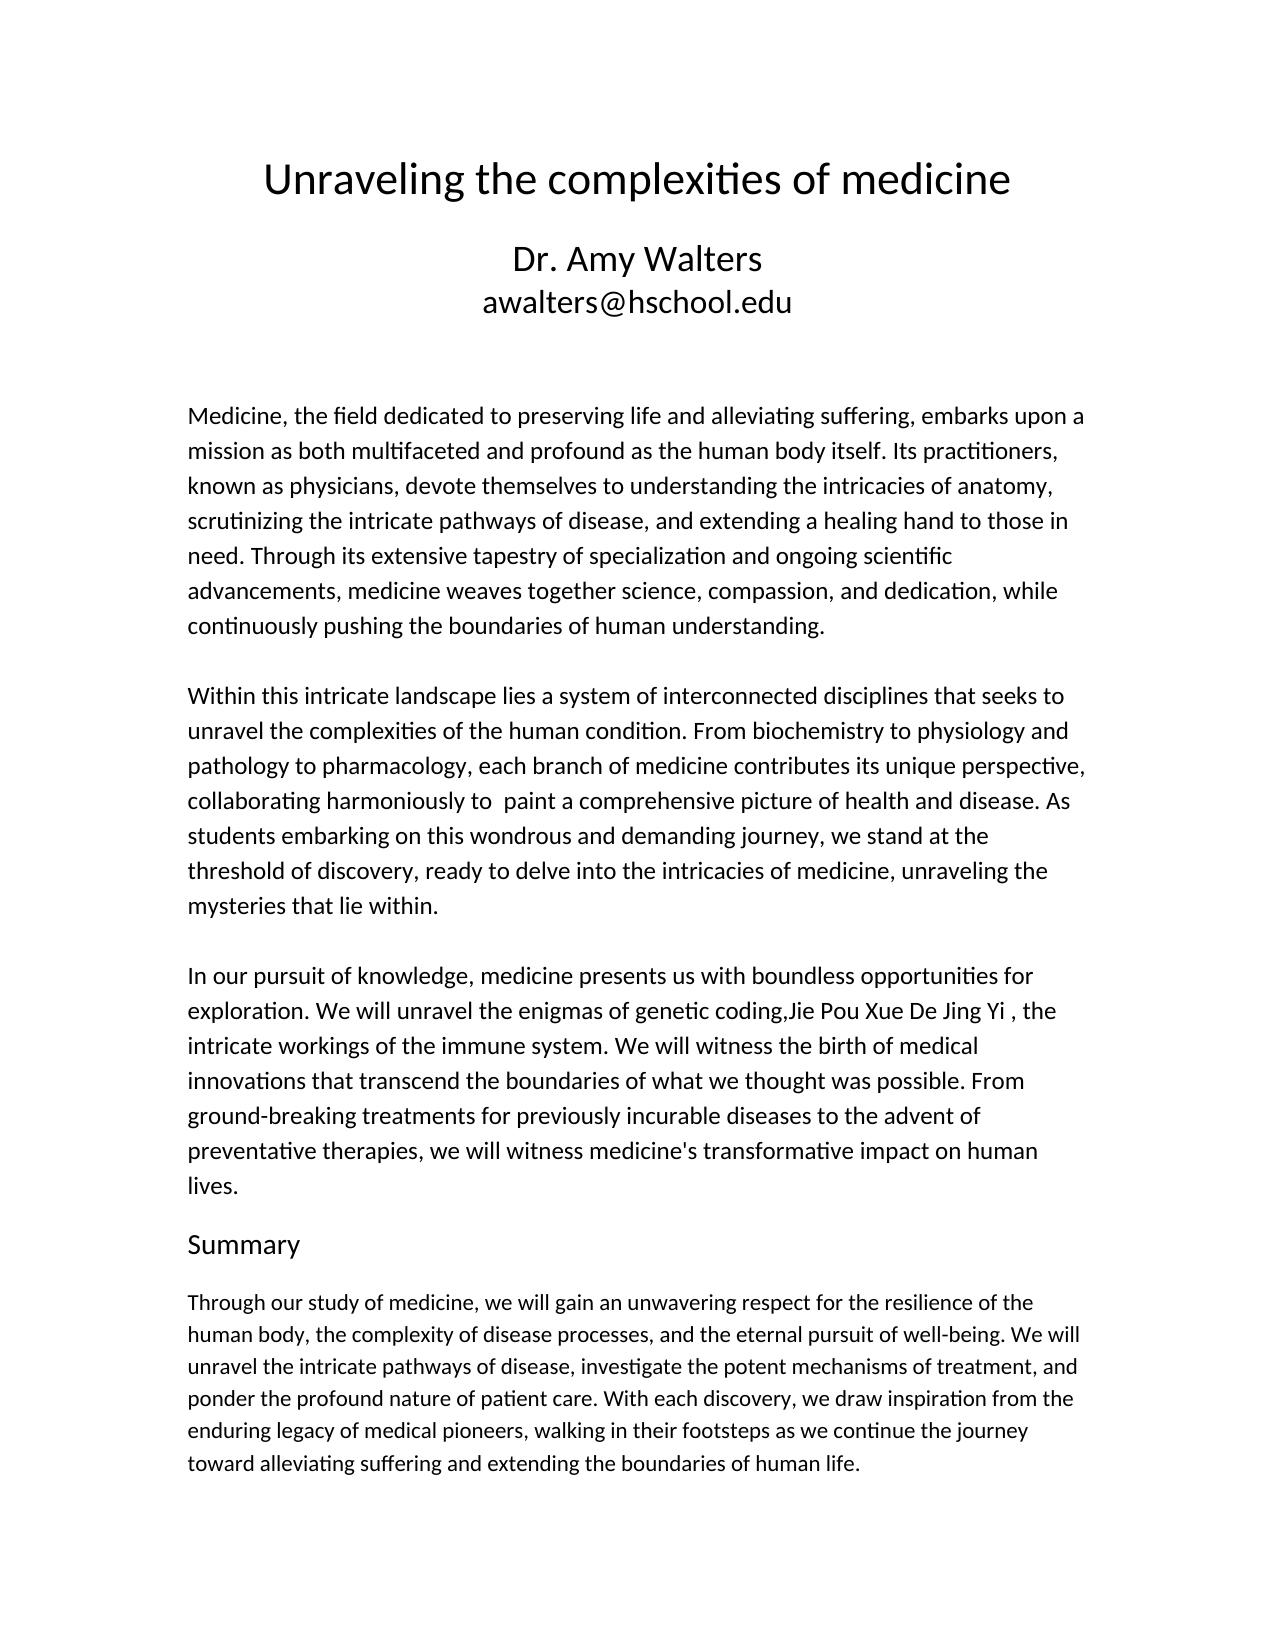 Unraveling the complexities of medicine
Dr. Amy Walters
awalters@hschool.edu
Medicine, the field dedicated to preserving life and alleviating suffering, embarks upon a
mission as both multifaceted and profound as the human body itself. Its practitioners,
known as physicians, devote themselves to understanding the intricacies of anatomy,
scrutinizing the intricate pathways of disease, and extending a healing hand to those in
need. Through its extensive tapestry of specialization and ongoing scientific
advancements, medicine weaves together science, compassion, and dedication, while
continuously pushing the boundaries of human understanding.
Within this intricate landscape lies a system of interconnected disciplines that seeks to
unravel the complexities of the human condition. From biochemistry to physiology and
pathology to pharmacology, each branch of medicine contributes its unique perspective,
collaborating harmoniously to  paint a comprehensive picture of health and disease. As
students embarking on this wondrous and demanding journey, we stand at the
threshold of discovery, ready to delve into the intricacies of medicine, unraveling the
mysteries that lie within.
In our pursuit of knowledge, medicine presents us with boundless opportunities for
exploration. We will unravel the enigmas of genetic coding,Jie Pou Xue De Jing Yi , the
intricate workings of the immune system. We will witness the birth of medical
innovations that transcend the boundaries of what we thought was possible. From
ground-breaking treatments for previously incurable diseases to the advent of
preventative therapies, we will witness medicine's transformative impact on human
lives.
Summary
Through our study of medicine, we will gain an unwavering respect for the resilience of the
human body, the complexity of disease processes, and the eternal pursuit of well-being. We will
unravel the intricate pathways of disease, investigate the potent mechanisms of treatment, and
ponder the profound nature of patient care. With each discovery, we draw inspiration from the
enduring legacy of medical pioneers, walking in their footsteps as we continue the journey
toward alleviating suffering and extending the boundaries of human life.